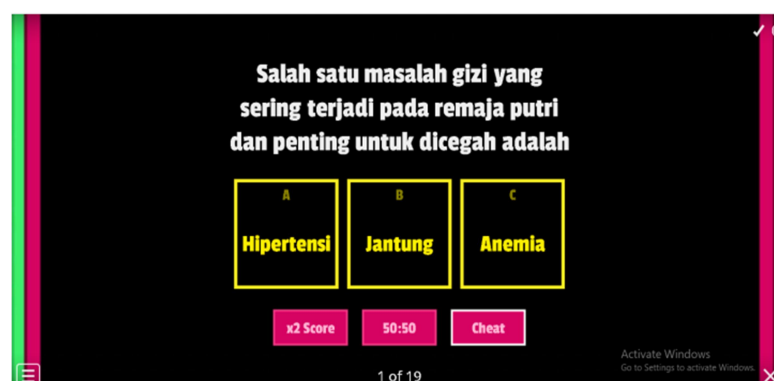 Salah satu masalah gizi yang
sering terjadi pada remaja putri
dan penting untuk dicegah adalah
A
Hipertensi
B
Jantung
C
Anemia
x2 Score
50:50
Cheat
Activate Windows
Go to Settings to activate Windows.
1 of 19